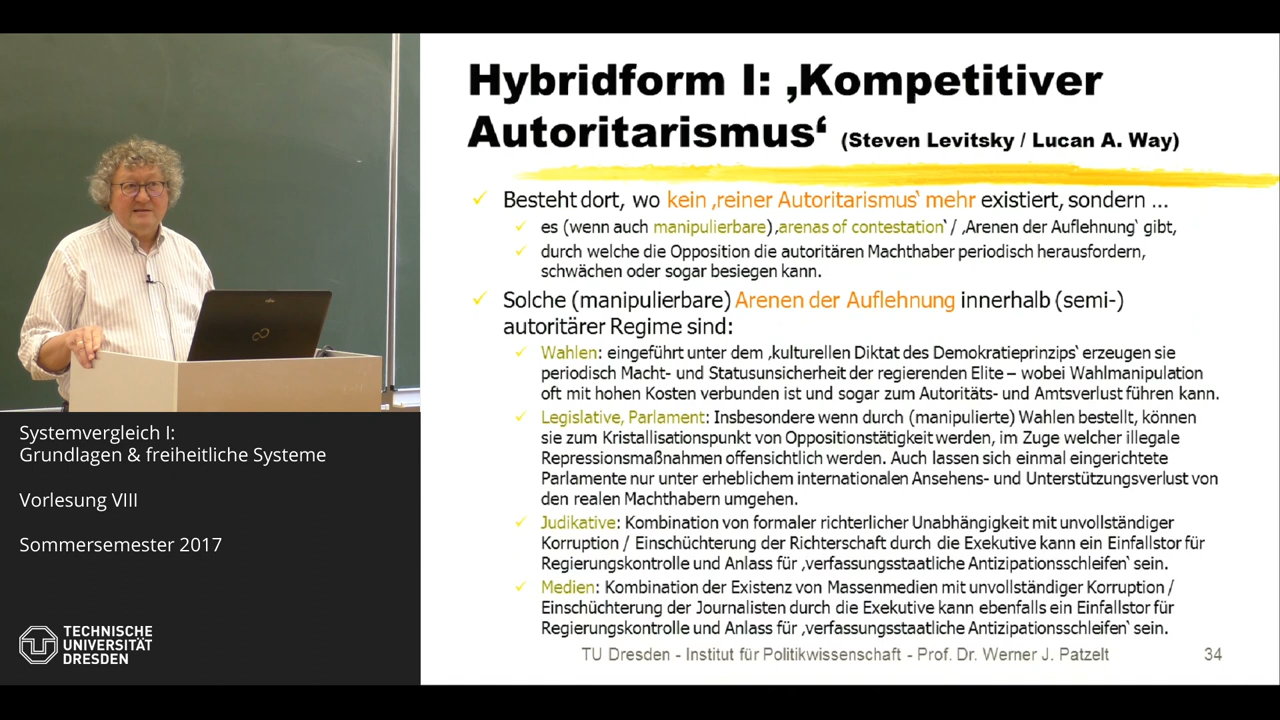 Hybridform I: ‚Kompetitiver
Autoritarismus‘ (Steven Levitsky / Lucan A. Way)
Besteht dort, wo kein ‚reiner Autoritarismus‘ mehr existiert, sondern ...
es (wenn auch manipulierbare) ‚arenas of contestation‘ / ‚Arenen der Auflehnung‘ gibt,
durch welche die Opposition die autoritären Machthaber periodisch herausfordern,
schwächen oder sogar besiegen kann.
Solche (manipulierbare) Arenen der Auflehnung innerhalb (semi-)
autoritärer Regime sind:
Wahlen: eingeführt unter dem ‚kulturellen Diktat des Demokratieprinzips‘ erzeugen sie
periodisch Macht- und Statusunsicherheit der regierenden Elite – wobei Wahlmanipulation
oft mit hohen Kosten verbunden ist und sogar zum Autoritäts- und Amtsverlust führen kann.
Legislative, Parlament: Insbesondere wenn durch (manipulierte) Wahlen bestellt, können
sie zum Kristallisationspunkt von Oppositionstätigkeit werden, im Zuge welcher illegale
Repressionsmaßnahmen offensichtlich werden. Auch lassen sich einmal eingerichtete
Parlamente nur unter erheblichem internationalen Ansehens- und Unterstützungsverlust von
den realen Machthabern umgehen.
Judikative: Kombination von formaler richterlicher Unabhängigkeit mit unvollständiger
Korruption / Einschüchterung der Richterschaft durch die Exekutive kann ein Einfallstor für
Regierungskontrolle und Anlass für ‚verfassungsstaatliche Antizipationsschleifen‘ sein.
Medien: Kombination der Existenz von Massenmedien mit unvollständiger Korruption /
Einschüchterung der Journalisten durch die Exekutive kann ebenfalls ein Einfallstor für
Regierungskontrolle und Anlass für ‚verfassungsstaatliche Antizipationsschleifen‘ sein.
TU Dresden - Institut für Politikwissenschaft - Prof. Dr. Werner J. Patzelt 34
Systemvergleich I:
Grundlagen & freiheitliche Systeme
Vorlesung VIII
Sommersemester 2017
TECHNISCHE
UNIVERSITÄT
DRESDEN